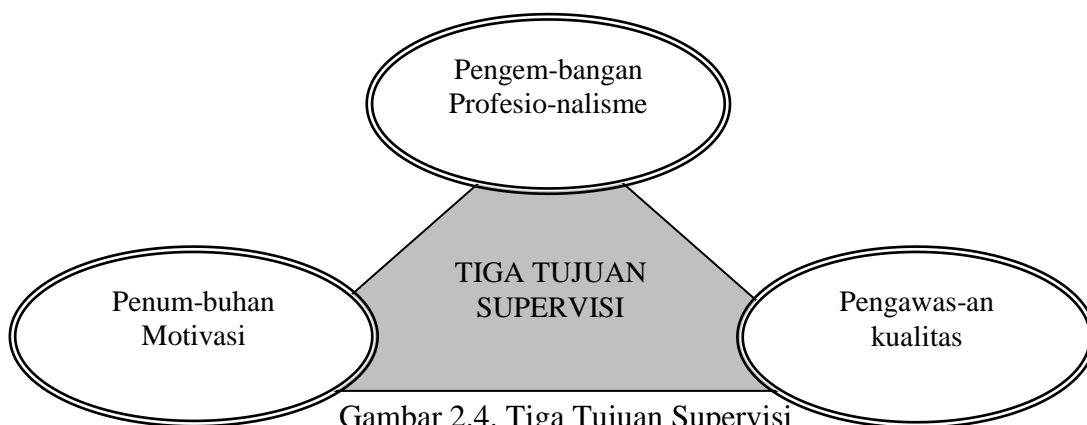 Pengem-bangan
Profesio-nalisme
TIGA TUJUAN
SUPERVISI
Penum-buhan
Motivasi
Pengawas-an
kualitas
Gambar 2.4. Tiga Tujuan Supervisi